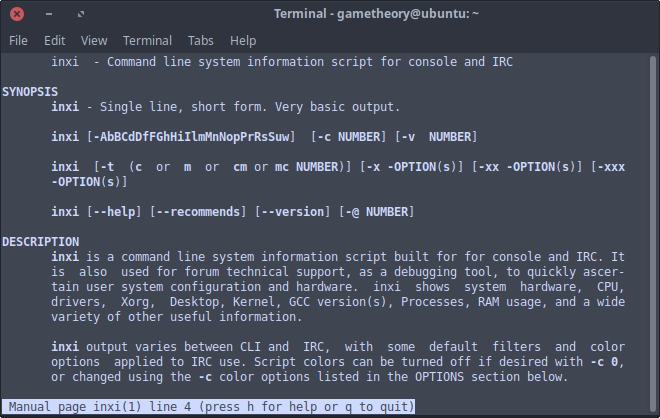 Terminal - gametheory@ubuntu: ~
File Edit View Terminal Tabs Help
inxi - Command line system information script for console and IRC
SYNOPSIS
inxi - Single line, short form. Very basic output.
inxi [-AbBCdDfFGhHiIlmMnNopPrRsSuw] [-c NUMBER] [-v NUMBER]
inxi [-t (c or m or cm or mc NUMBER)] [-x -OPTION(s)] [-xx -OPTION(s)] [-xxx
-OPTION(s)]
inxi [--help] [--recommends] [--version] [-@ NUMBER]
DESCRIPTION
inxi is a command line system information script built for for console and IRC. It
is also used for forum technical support, as a debugging tool, to quickly ascer-
tain user system configuration and hardware. inxi shows system hardware, CPU,
drivers, Xorg, Desktop, Kernel, GCC version(s), Processes, RAM usage, and a wide
variety of other useful information.
inxi output varies between CLI and IRC, with some default filters and color
options applied to IRC use. Script colors can be turned off if desired with -c 0,
or changed using the -c color options listed in the OPTIONS section below.
Manual page inxi(1) line 4 (press h for help or q to quit)